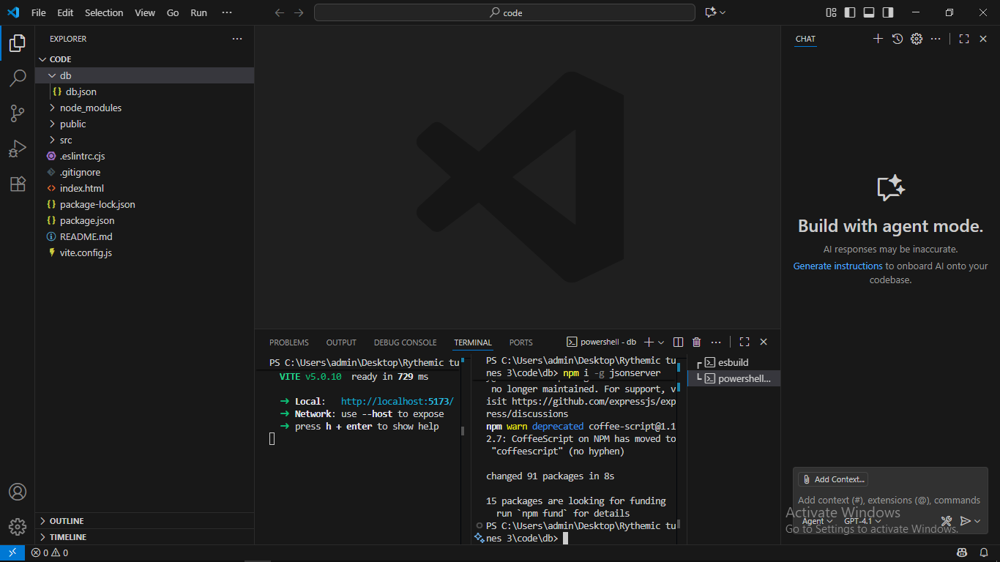 File Edit Selection View Go Run ···
code
EXPLORER ···
CODE
db
{} db.json
node_modules
public
src
.eslintrc.cjs
.gitignore
<> index.html
{} package-lock.json
{} package.json
README.md
vite.config.js
OUTLINE
TIMELINE
PROBLEMS OUTPUT DEBUG CONSOLE TERMINAL PORTS
powershell - db
PS C:\Users\admin\Desktop\Rythemic tu
VITE v5.0.10 ready in 729 ms
➜ Local: http://localhost:5173/
➜ Network: use --host to expose
➜ press h + enter to show help
PS C:\Users\admin\Desktop\Rythemic tu
nes 3\code\db> npm i -g jsonserver
no longer maintained. For support, v
isit https://github.com/expressjs/exp
ress/discussions
npm warn deprecated coffee-script@1.1
2.7: CoffeeScript on NPM has moved to
"coffeescript" (no hyphen)
changed 91 packages in 8s
15 packages are looking for funding
run `npm fund` for details
PS C:\Users\admin\Desktop\Rythemic tu
nes 3\code\db>
esbuild
powershell...
CHAT
Build with agent mode.
AI responses may be inaccurate.
Generate instructions to onboard AI onto your
codebase.
Add Context...
Add context (#), extensions (@), commands
Agent GPT-4.1
Activate Windows
Go to Settings to activate Windows.
0 0